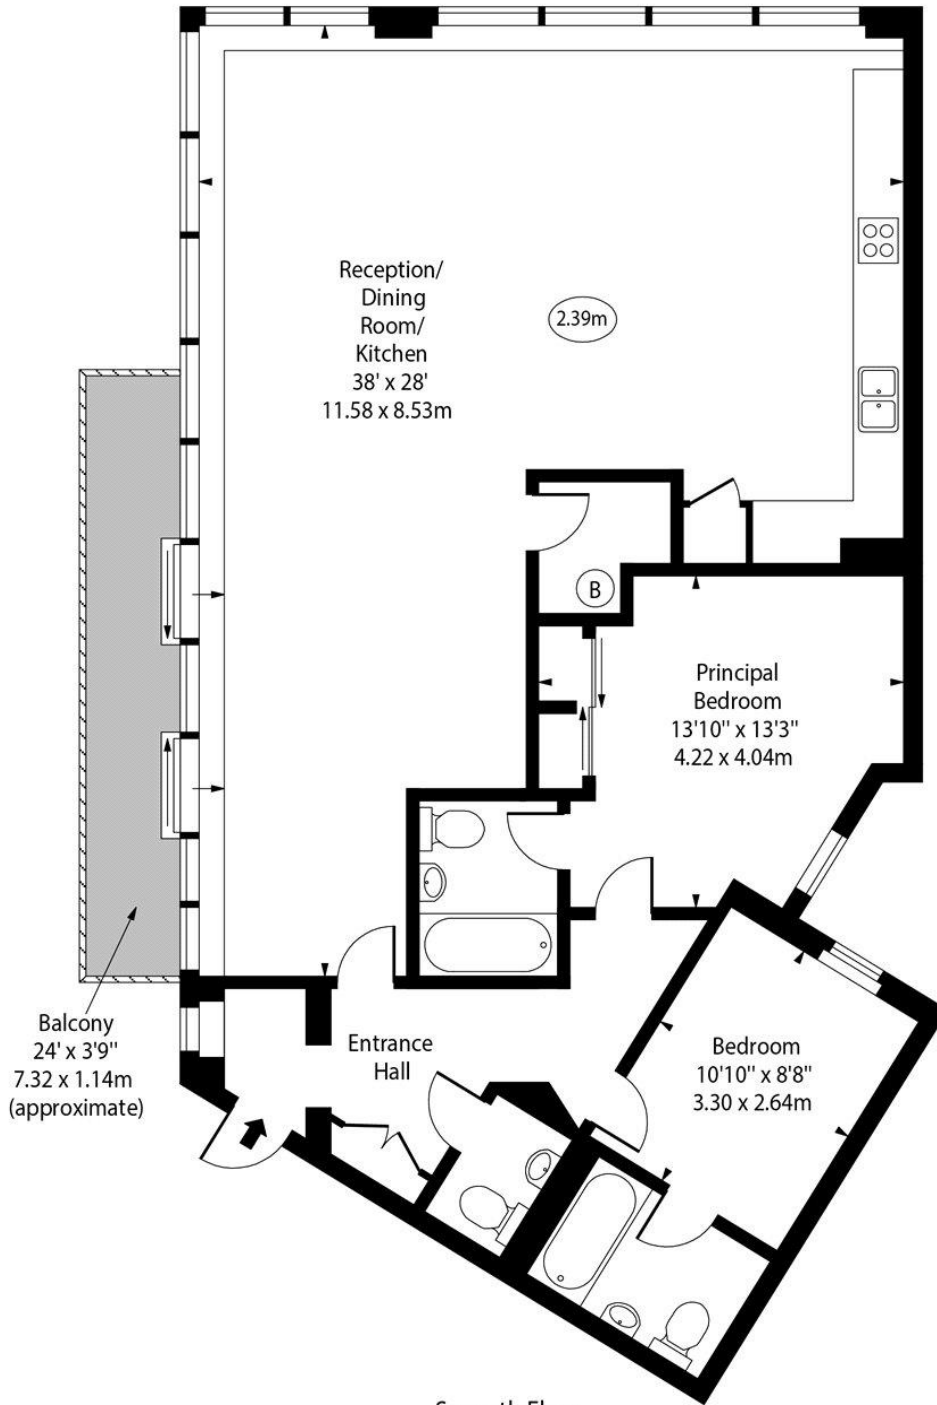 Reception/
Dining
Room/
Kitchen
38' x 28'
11.58 x 8.53m
2.39m
B
Principal
Bedroom
13'10" x 13'3"
4.22 x 4.04m
Balcony
24' x 3'9"
7.32 x 1.14m
(approximate)
Entrance
Hall
Bedroom
10'10" x 8'8"
3.30 x 2.64m